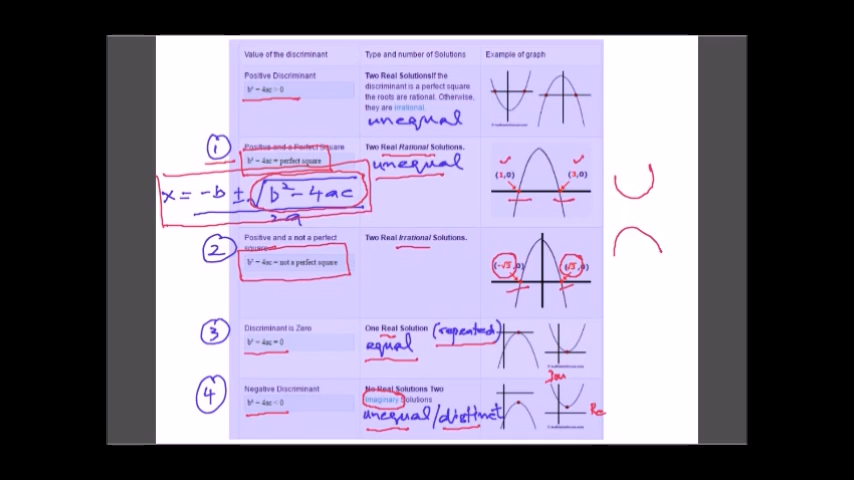 Value of the discriminant
Type and number of Solutions
Example of graph
Positive Discriminant
b² − 4ac > 0
Two Real Solutions If the
discriminant is a perfect square
the roots are rational. Otherwise,
they are irrational.
unequal
①
Positive and a Perfect Square
b² − 4ac = perfect square
Two Real Rational Solutions.
unequal
(1,0)
(3,0)
x = -b ± √b² - 4ac
2a
②
Positive and a not a perfect
square
b² − 4ac = not a perfect square
Two Real Irrational Solutions.
(-√3,0)
(√3,0)
③
Discriminant is Zero
b² − 4ac = 0
One Real Solution
(repeated)
equal
④
Negative Discriminant
b² − 4ac < 0
No Real Solutions Two
imaginary Solutions
unequal/distinct
Re